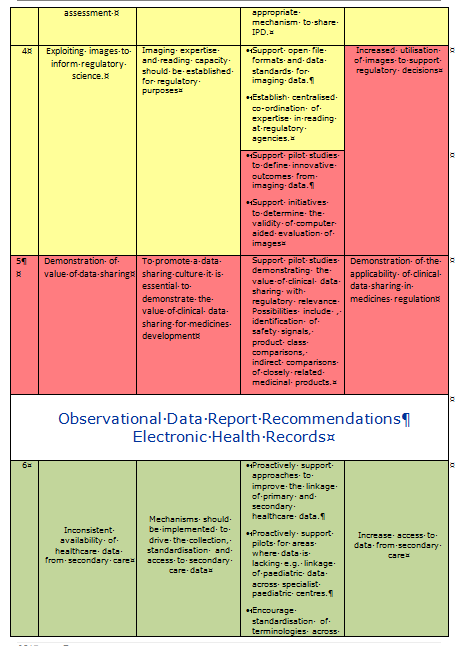 assessment.¤
appropriate
mechanism to share
IPD.¤
4¤
Exploiting images to
inform regulatory
science.¤
Imaging expertise
and reading capacity
should be established
for regulatory
purposes¤
•Support open file
formats and data
standards for
imaging data.¶
•Establish centralised
co-ordination of
expertise in reading
at regulatory
agencies.¤
•Support pilot studies
to define innovative
outcomes from
imaging data.¶
•Support initiatives
to determine the
validity of computer
aided evaluation of
images¤
Increased utilisation
of images to support
regulatory decisions¤
5¶
¤
Demonstration of
value of data sharing¤
To promote a data
sharing culture it is
essential to
demonstrate the
value of clinical data
sharing for medicines
development¤
Support pilot studies
demonstrating the
value of clinical data
sharing with
regulatory relevance.
Possibilities include ,
identification of
safety signals,
product class
comparisons,
indirect comparisons
of closely related
medicinal products.¤
Demonstration of the
applicability of clinical
data sharing in
medicines regulation¤
Observational Data Report Recommendations¶
Electronic Health Records¤
6¤
Inconsistent
availability of
healthcare data
from secondary care¤
Mechanisms should
be implemented to
drive the collection,
standardisation and
access to secondary
care data¤
•Proactively support
approaches to
improve the linkage
of primary and
secondary
healthcare data.¶
•Proactively support
pilots for areas
where data is
lacking e.g. linkage
of paediatric data
across specialist
paediatric centres.¶
•Encourage
standardisation of
terminologies across
Increase access to
data from secondary
care¤